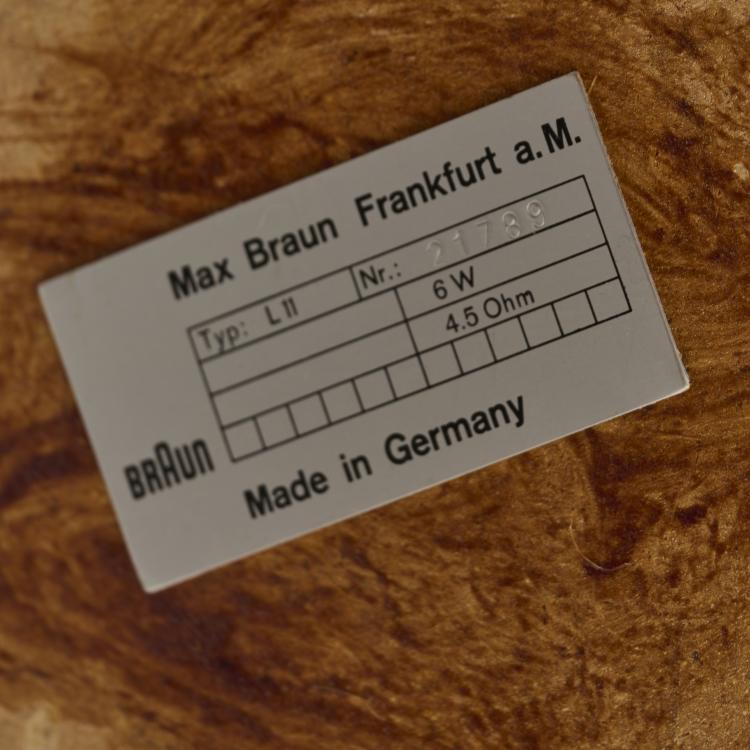 Max Braun Frankfurt a.M.
Typ: L 11 Nr.: 21789
6 W
4.5 Ohm
BRAUN
Made in Germany